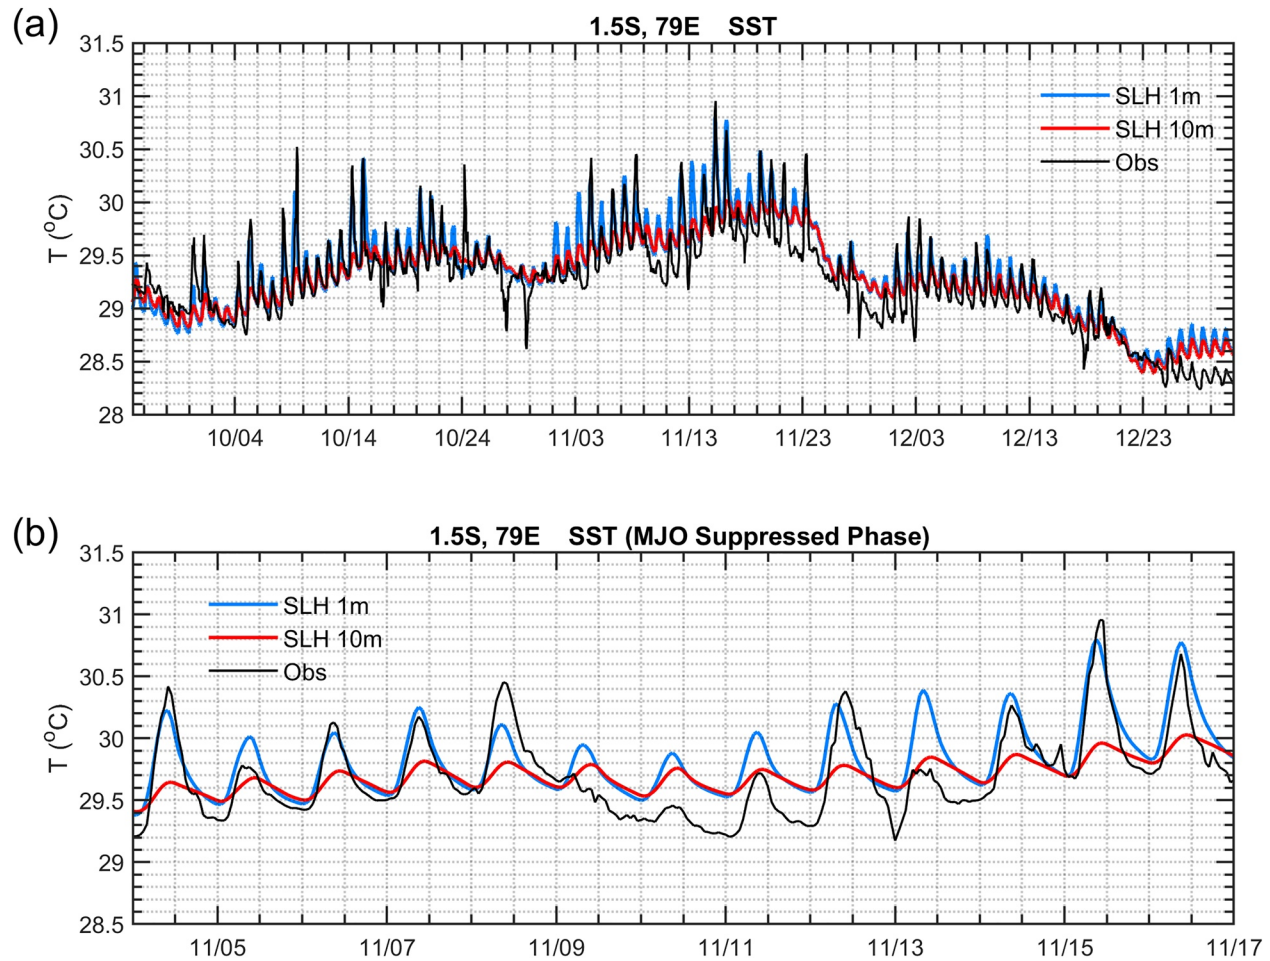 (a)
1.5S, 79E SST
31.5
31
30.5
30
29.5
29
28.5
28
T (°C)
SLH 1m
SLH 10m
Obs
10/04 10/14 10/24 11/03 11/13 11/23 12/03 12/13 12/23
(b)
1.5S, 79E SST (MJO Suppressed Phase)
31.5
31
30.5
30
29.5
29
28.5
T (°C)
SLH 1m
SLH 10m
Obs
11/05 11/07 11/09 11/11 11/13 11/15 11/17